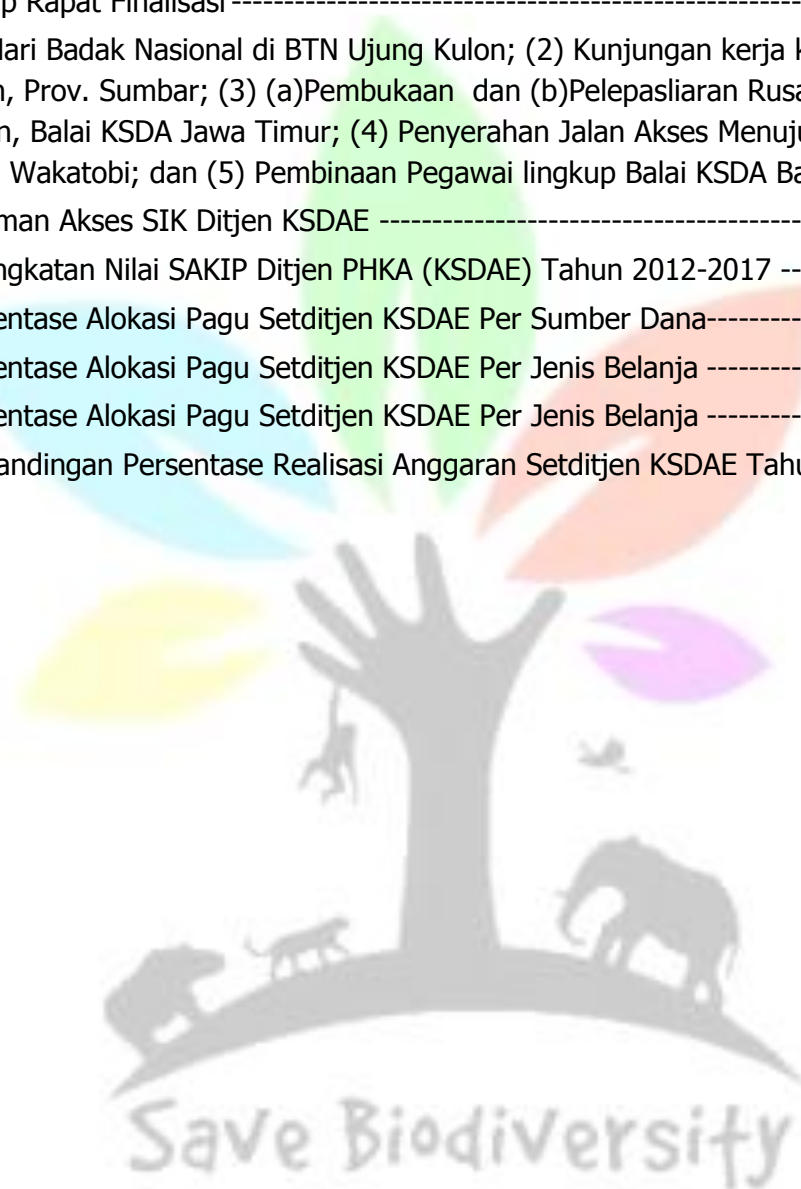 p Rapat Finalisasi--------------------------------------------------------
Hari Badak Nasional di BTN Ujung Kulon; (2) Kunjungan kerja k
n, Prov. Sumbar; (3) (a)Pembukaan dan (b)Pelepasliaran Rusa
n, Balai KSDA Jawa Timur; (4) Penyerahan Jalan Akses Menuju
Wakatobi; dan (5) Pembinaan Pegawai lingkup Balai KSDA Ba
man Akses SIK Ditjen KSDAE ----------------------------------------
ngkatan Nilai SAKIP Ditjen PHKA (KSDAE) Tahun 2012-2017 --
entase Alokasi Pagu Setditjen KSDAE Per Sumber Dana---------
entase Alokasi Pagu Setditjen KSDAE Per Jenis Belanja ---------
entase Alokasi Pagu Setditjen KSDAE Per Jenis Belanja ---------
andingan Persentase Realisasi Anggaran Setditjen KSDAE Tahu
Save Biodiversity